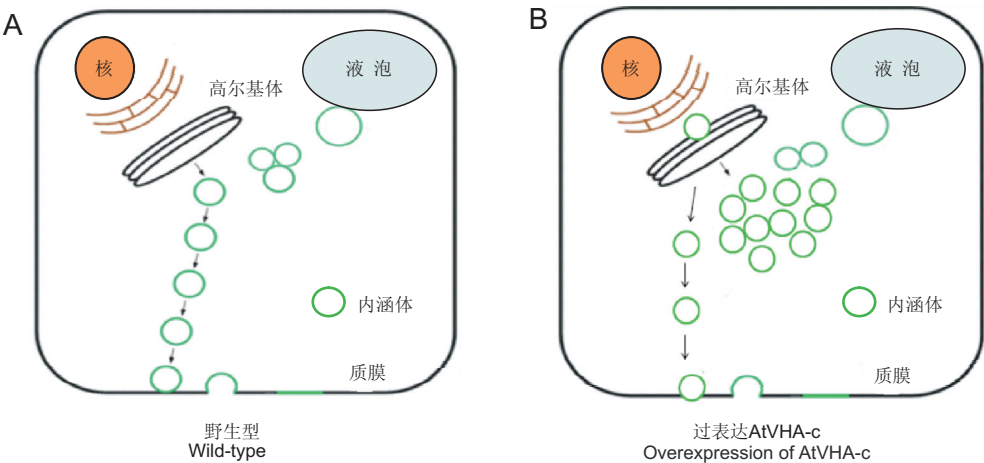 A
核
液 泡
高尔基体
内涵体
质膜
野生型
Wild-type
B
核
液 泡
高尔基体
内涵体
质膜
过表达AtVHA-c
Overexpression of AtVHA-c